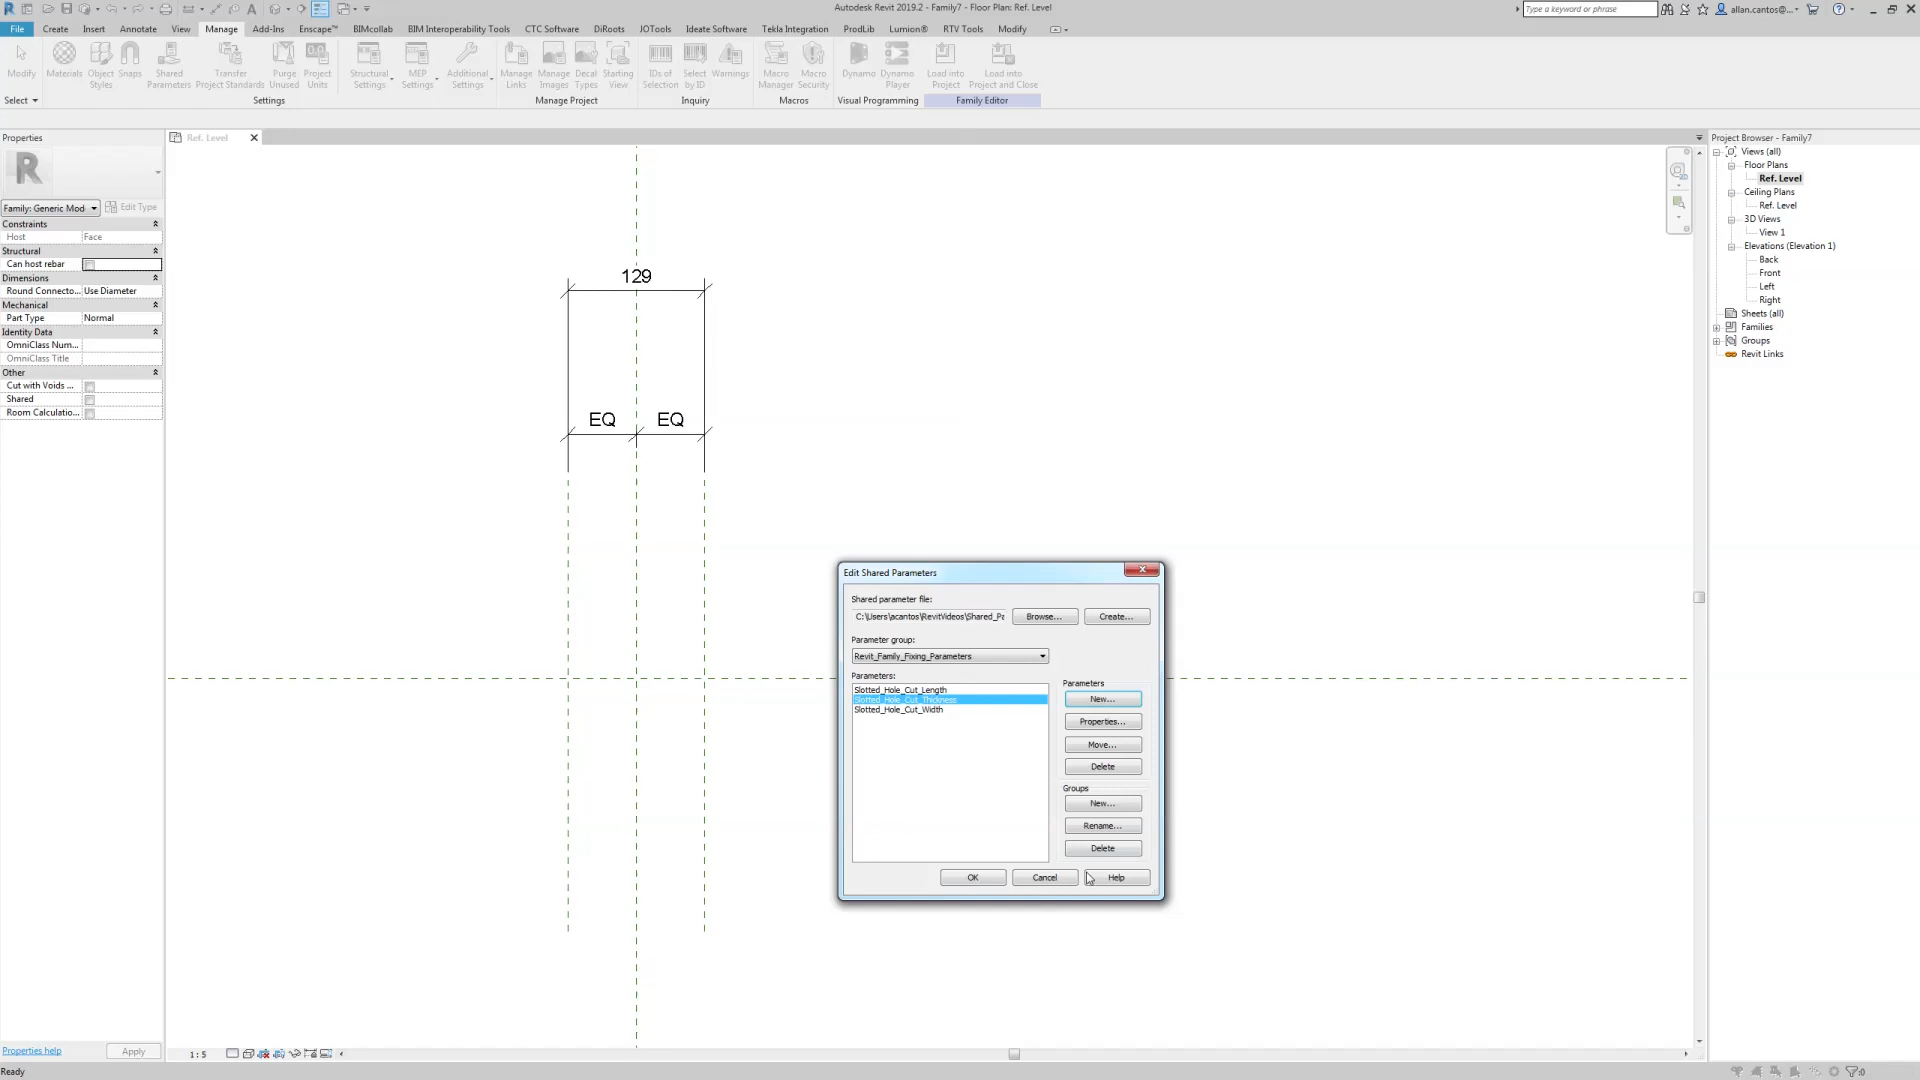 Autodesk Revit 2019.2 - Family7 - Floor Plan: Ref. Level
Type a keyword or phrase
allan.cantos@...
File Create Insert Annotate View Manage Add-Ins Enscape™ BIMcollab BIM Interoperability Tools CTC Software DiRoots JOTools Ideate Software Tekla Integration ProdLib Lumion® RTV Tools Modify
Modify
Materials
Object Styles
Snaps
Shared Parameters
Transfer Project Standards
Purge Unused
Project Units
Structural Settings
MEP Settings
Additional Settings
Manage Links
Manage Images
Decal Types
Starting View
IDs of Selection
Select by ID
Warnings
Macro Manager
Macro Security
Dynamo
Dynamo Player
Load into Project
Load into Project and Close
Select Settings Manage Project Inquiry Macros Visual Programming Family Editor
Properties
Ref. Level
R
Family: Generic Mod
Edit Type
Constraints
Host Face
Structural
Can host rebar
Dimensions
Round Connecto... Use Diameter
Mechanical
Part Type Normal
Identity Data
OmniClass Num...
OmniClass Title
Other
Cut with Voids ...
Shared
Room Calculatio...
129
EQ EQ
Edit Shared Parameters
Shared parameter file:
C:\Users\acantos\RevitVideos\Shared_Pa
Browse...
Create...
Parameter group:
Revit_Family_Fixing_Parameters
Parameters:
Slotted_Hole_Cut_Length
Slotted_Hole_Cut_Thickness
Slotted_Hole_Cut_Width
Parameters
New...
Properties...
Move...
Delete
Groups
New...
Rename...
Delete
OK Cancel Help
Project Browser - Family7
Views (all)
Floor Plans
Ref. Level
Ceiling Plans
Ref. Level
3D Views
View 1
Elevations (Elevation 1)
Back
Front
Left
Right
Sheets (all)
Families
Groups
Revit Links
Properties help
Apply
1 : 5
Ready
:0